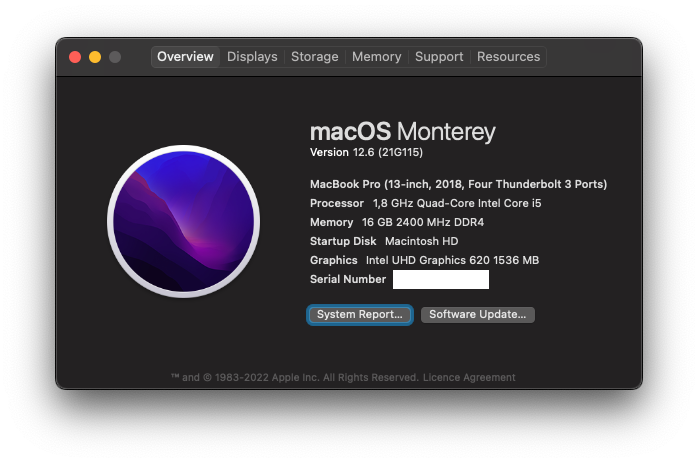 Overview Displays Storage Memory Support Resources
macOS Monterey
Version 12.6 (21G115)
MacBook Pro (13-inch, 2018, Four Thunderbolt 3 Ports)
Processor 1,8 GHz Quad-Core Intel Core i5
Memory 16 GB 2400 MHz DDR4
Startup Disk Macintosh HD
Graphics Intel UHD Graphics 620 1536 MB
Serial Number
System Report... Software Update...
™ and © 1983-2022 Apple Inc. All Rights Reserved. Licence Agreement